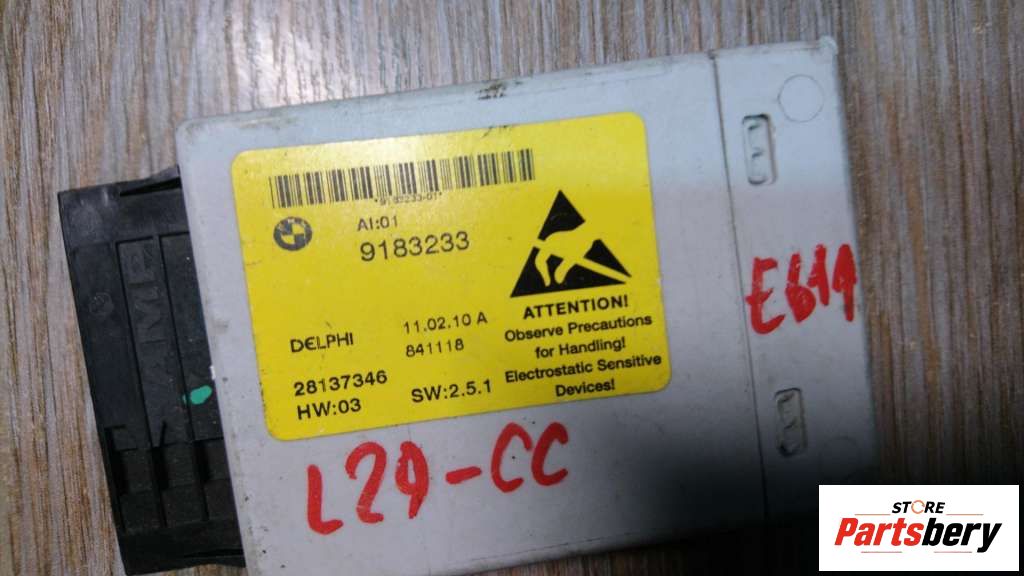 AI:01
9183233
DELPHI
11.02.10 A
841118
28137346
HW:03
SW:2.5.1
ATTENTION!
Observe Precautions
for Handling!
Electrostatic Sensitive
Devices!
L29-CC
AMP
STORE
Partsbery